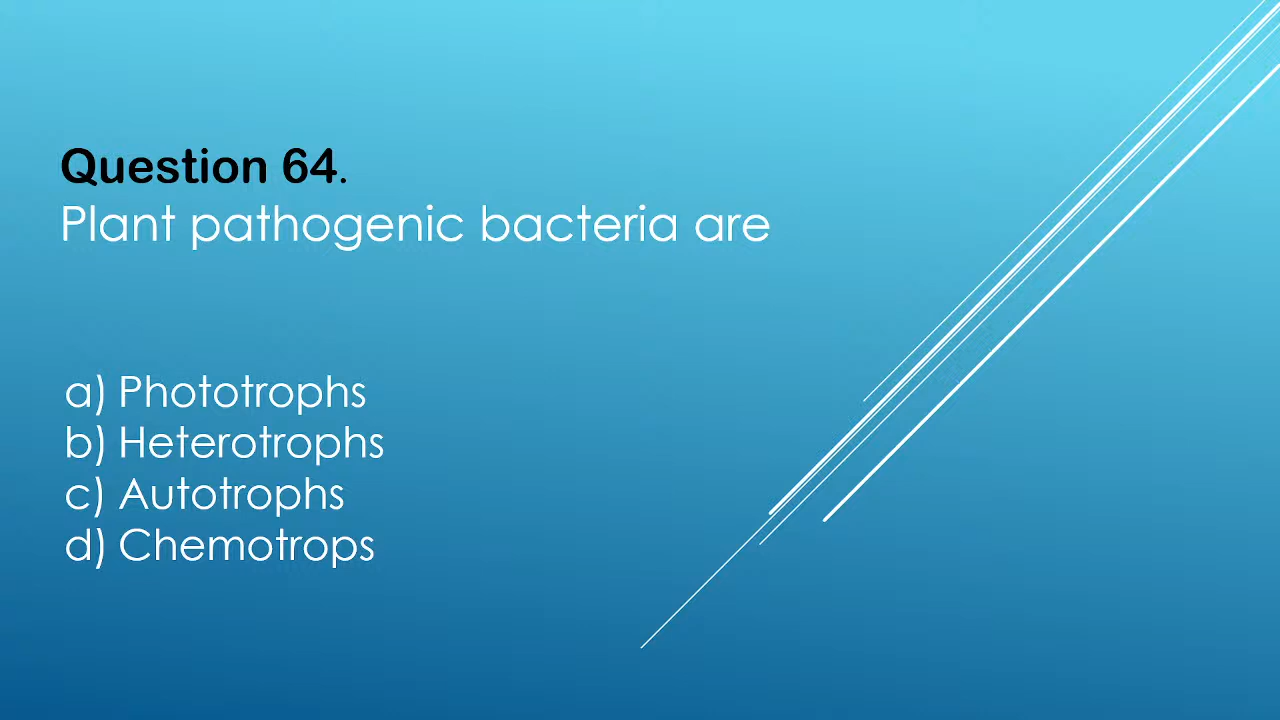 Question 64.
Plant pathogenic bacteria are
a) Phototrophs
b) Heterotrophs
c) Autotrophs
d) Chemotrops